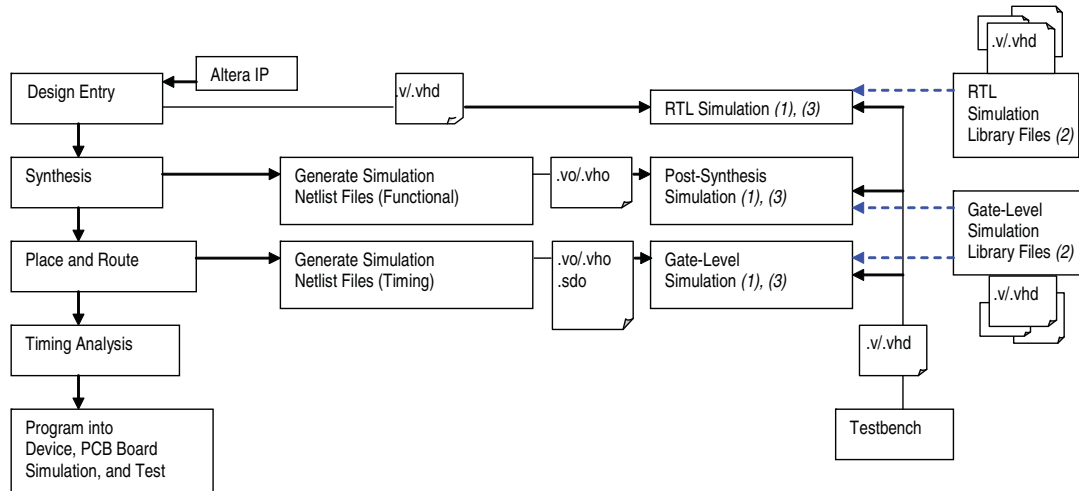 .v/.vhd
Altera IP
Design Entry
.v/.vhd
RTL Simulation (1), (3)
RTL
Simulation
Library Files (2)
Synthesis
Generate Simulation
Netlist Files (Functional)
.vo/.vho
Post-Synthesis
Simulation (1), (3)
Gate-Level
Simulation
Library Files (2)
Place and Route
Generate Simulation
Netlist Files (Timing)
.vo/.vho
.sdo
Gate-Level
Simulation (1), (3)
.v/.vhd
Timing Analysis
.v/.vhd
Program into
Device, PCB Board
Simulation, and Test
Testbench